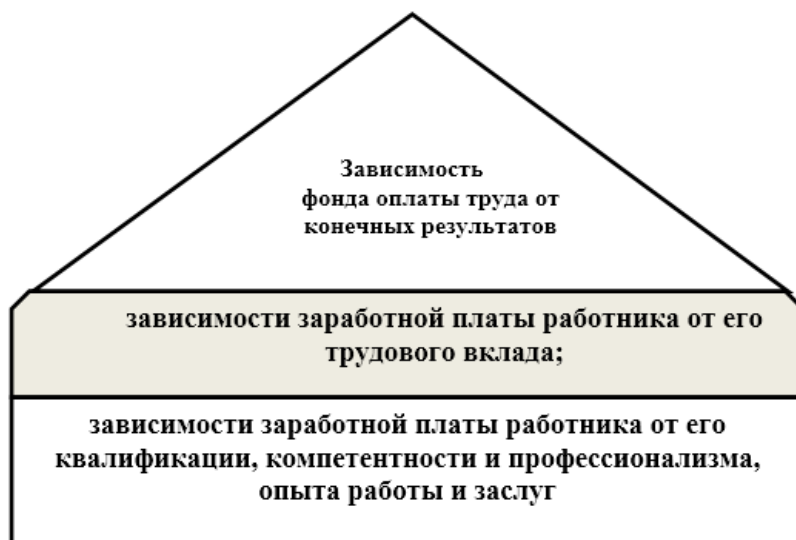 Зависимость
фонда оплаты труда от
конечных результатов
зависимости заработной платы работника от его
трудового вклада;
зависимости заработной платы работника от его
квалификации, компетентности и профессионализма,
опыта работы и заслуг